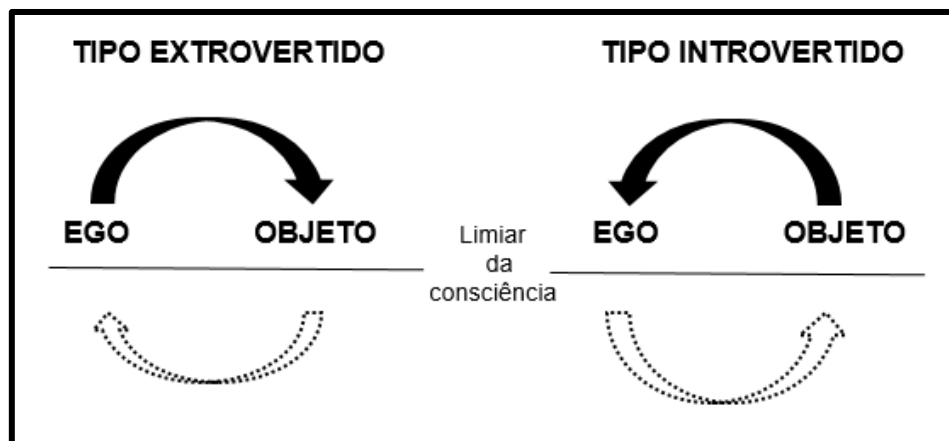 TIPO EXTROVERTIDO
TIPO INTROVERTIDO
EGO
OBJETO
Limiar
da
consciência
EGO
OBJETO